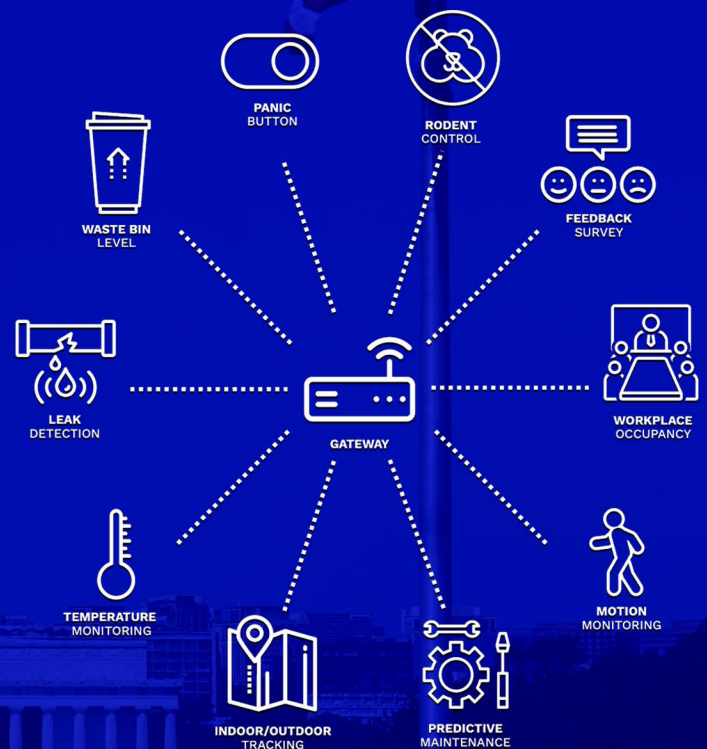 PANIC
BUTTON
RODENT
CONTROL
WASTE BIN
LEVEL
FEEDBACK
SURVEY
LEAK
DETECTION
GATEWAY
WORKPLACE
OCCUPANCY
TEMPERATURE
MONITORING
MOTION
MONITORING
INDOOR/OUTDOOR
TRACKING
PREDICTIVE
MAINTENANCE